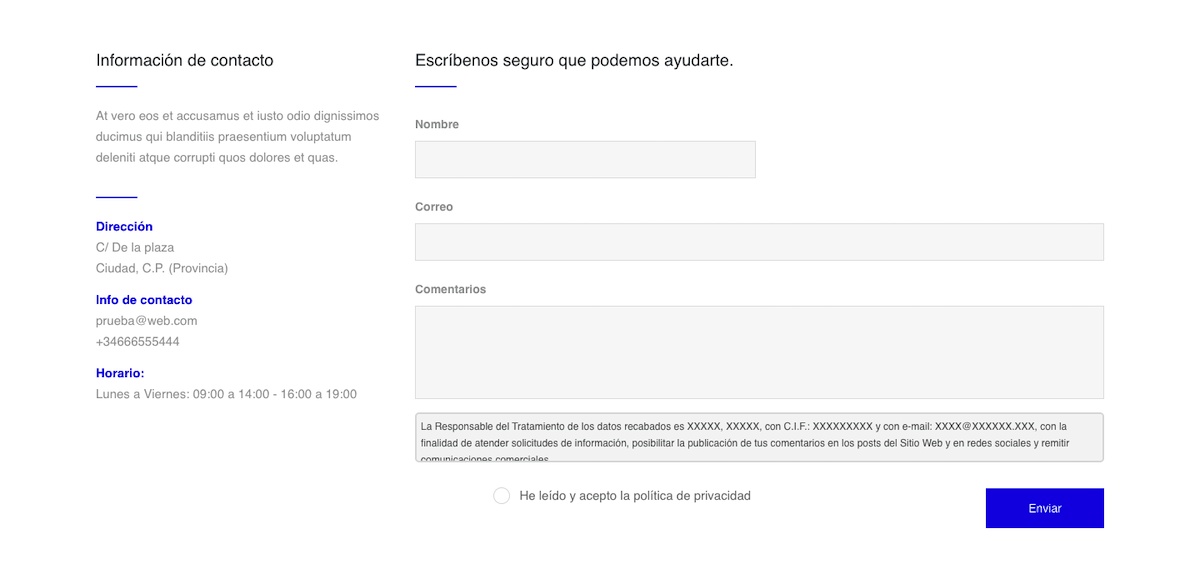 Información de contacto
At vero eos et accusamus et iusto odio dignissimos
ducimus qui blanditiis praesentium voluptatum
deleniti atque corrupti quos dolores et quas.
Dirección
C/ De la plaza
Ciudad, C.P. (Provincia)
Info de contacto
prueba@web.com
+34666555444
Horario:
Lunes a Viernes: 09:00 a 14:00 - 16:00 a 19:00
Escríbenos seguro que podemos ayudarte.
Nombre
Correo
Comentarios
La Responsable del Tratamiento de los datos recabados es XXXXX, XXXXX, con C.I.F.: XXXXXXXXX y con e-mail: XXXX@XXXXXX.XXX, con la
finalidad de atender solicitudes de información, posibilitar la publicación de tus comentarios en los posts del Sitio Web y en redes sociales y remitir
comunicaciones comerciales
He leído y acepto la política de privacidad
Enviar